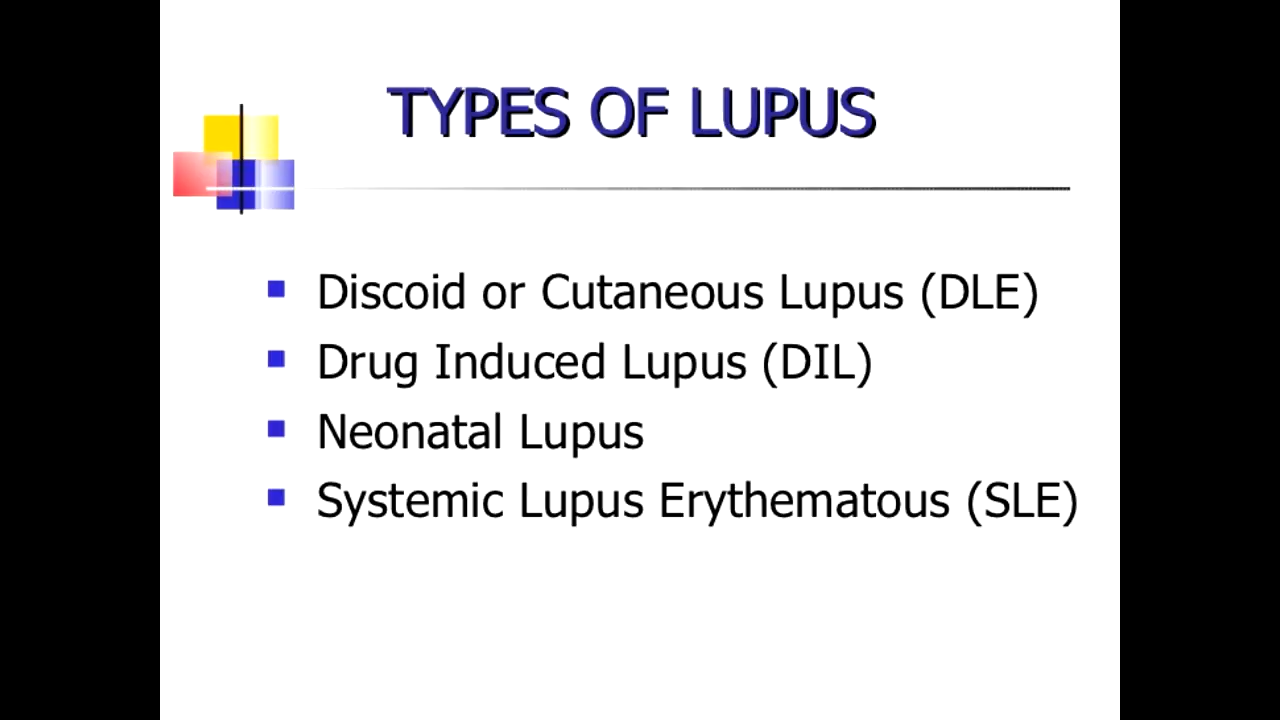 TYPES OF LUPUS
Discoid or Cutaneous Lupus (DLE)
Drug Induced Lupus (DIL)
Neonatal Lupus
Systemic Lupus Erythematous (SLE)